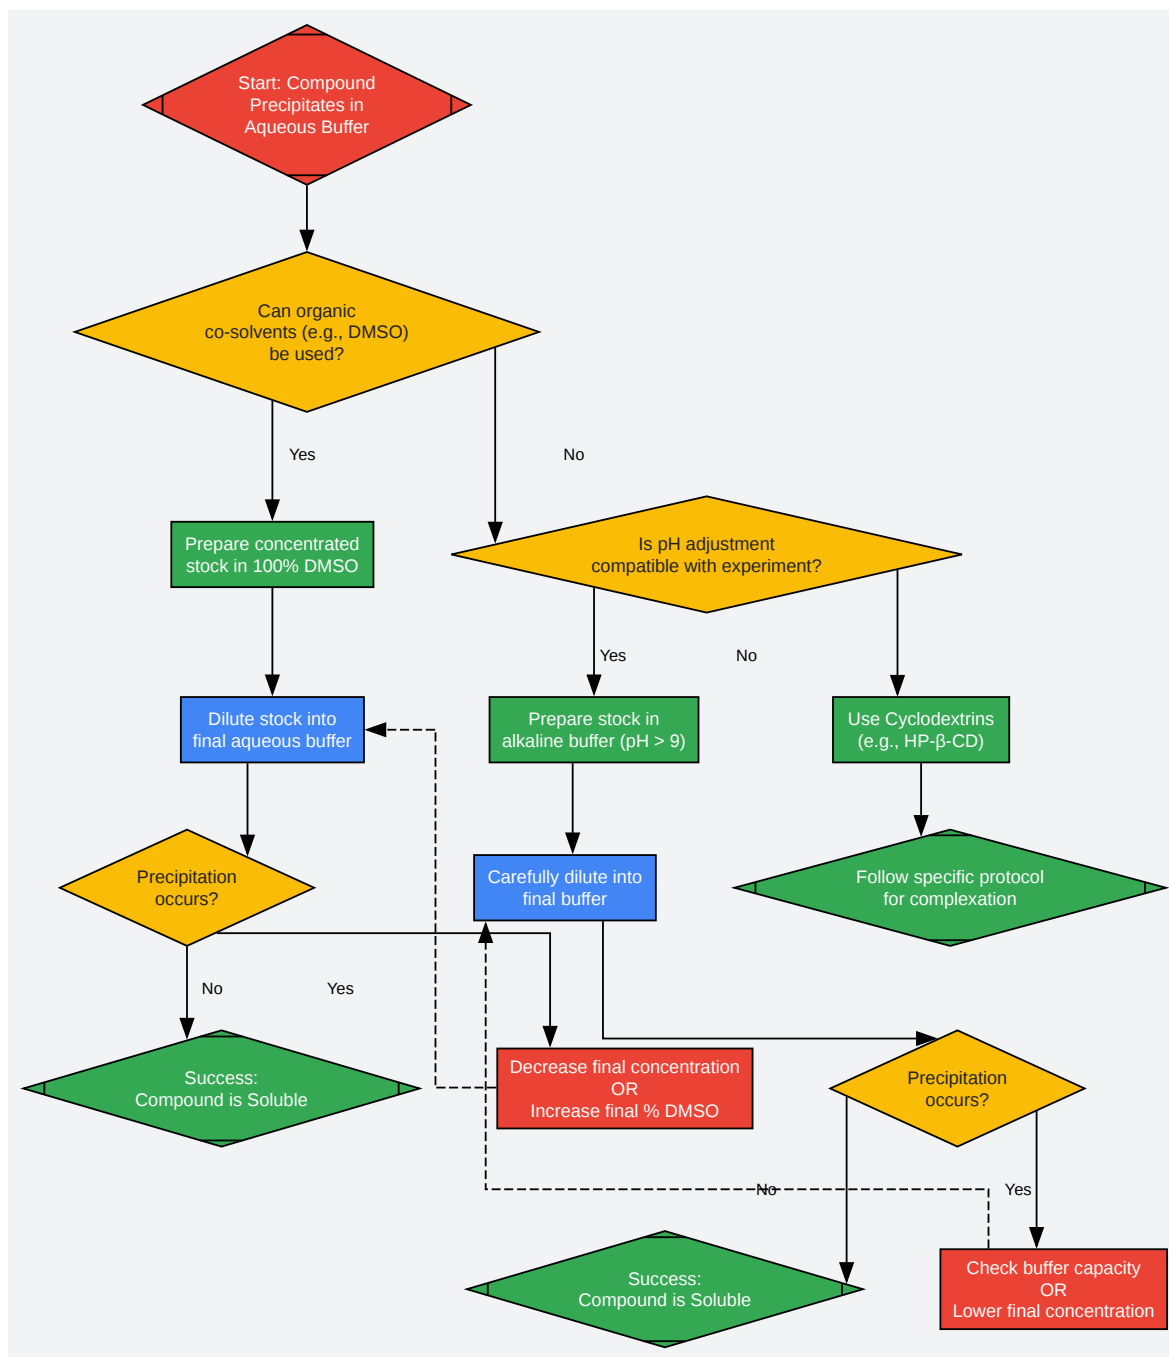 Start: Compound
Precipitates in
Aqueous Buffer
Can organic
co-solvents (e.g., DMSO)
be used?
Yes
No
Prepare concentrated
stock in 100% DMSO
Is pH adjustment
compatible with experiment?
Yes
No
Dilute stock into
final aqueous buffer
Prepare stock in
alkaline buffer (pH > 9)
Use Cyclodextrins
(e.g., HP-β-CD)
Precipitation
occurs?
Carefully dilute into
final buffer
Follow specific protocol
for complexation
No
Yes
Success:
Compound is Soluble
Decrease final concentration
OR
Increase final % DMSO
Precipitation
occurs?
No
Yes
Success:
Compound is Soluble
Check buffer capacity
OR
Lower final concentration